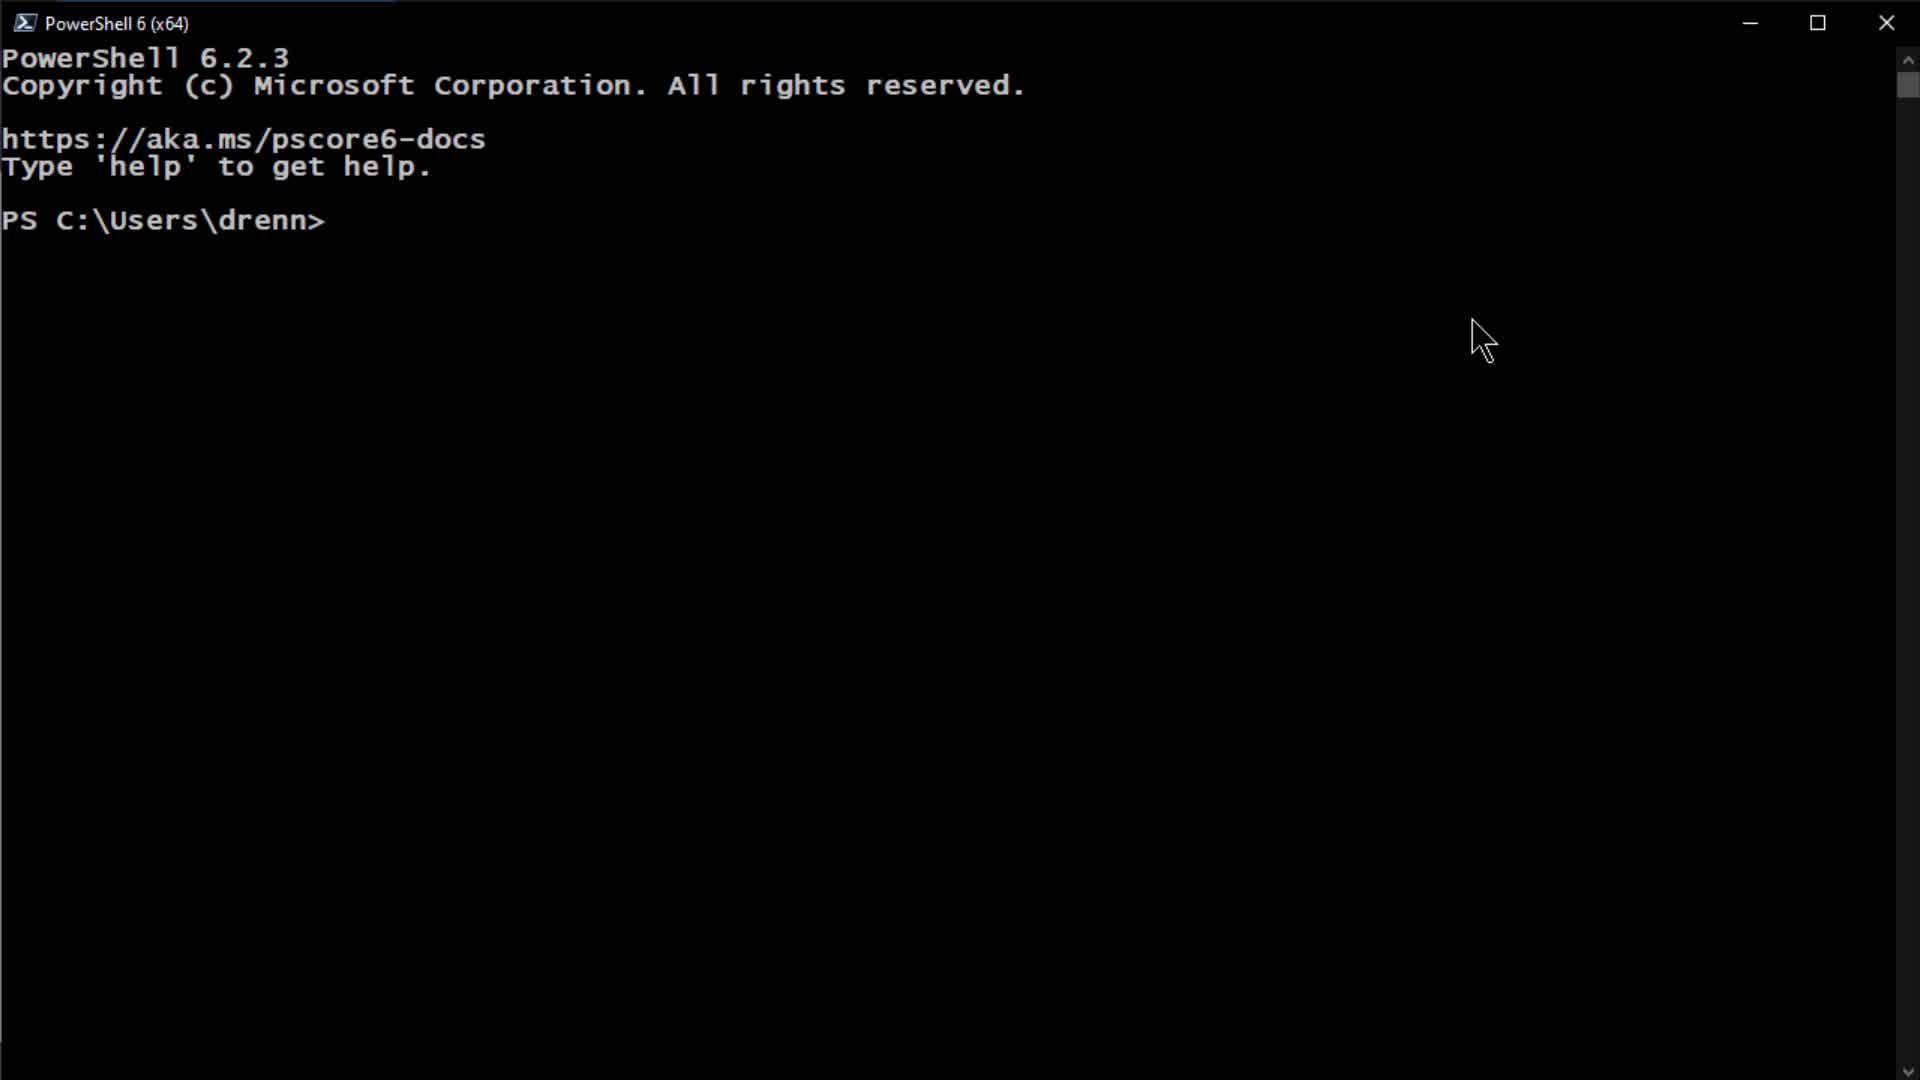 PowerShell 6 (x64)
PowerShell 6.2.3
Copyright (c) Microsoft Corporation. All rights reserved.
https://aka.ms/pscore6-docs
Type 'help' to get help.
PS C:\Users\drenn>